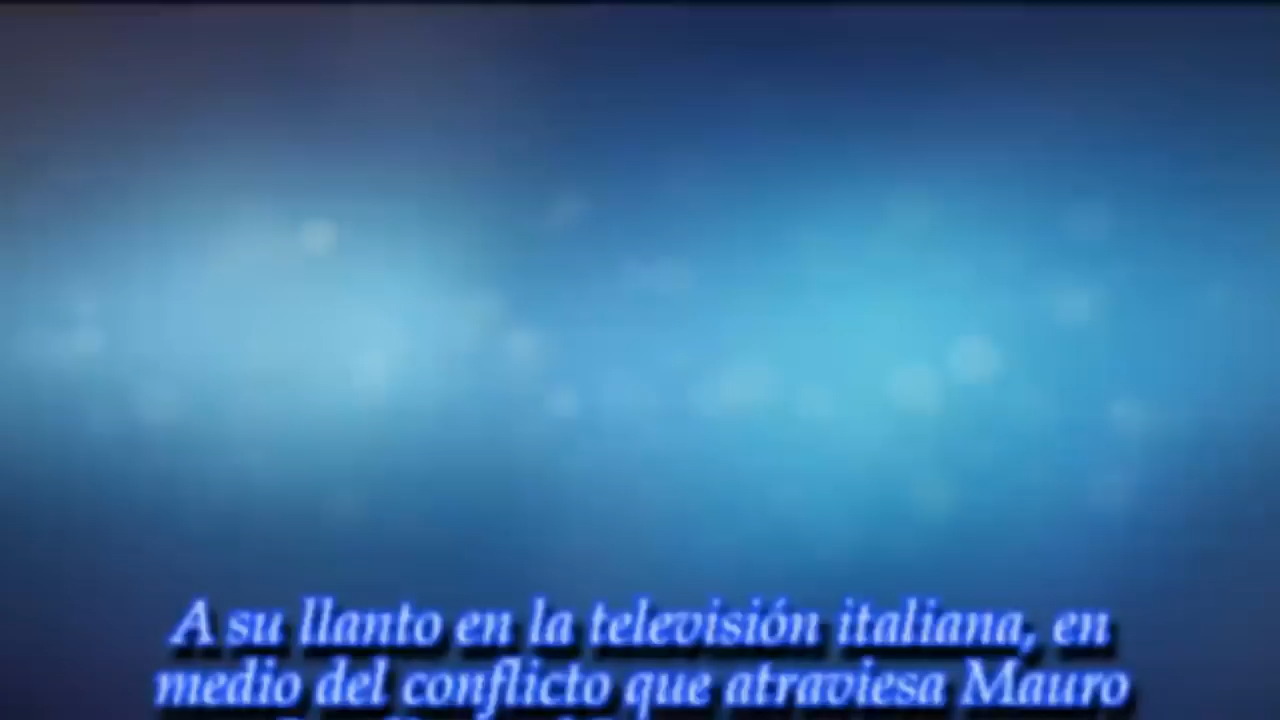 A su llanto en la televisión italiana, en
medio del conflicto que atraviesa Mauro